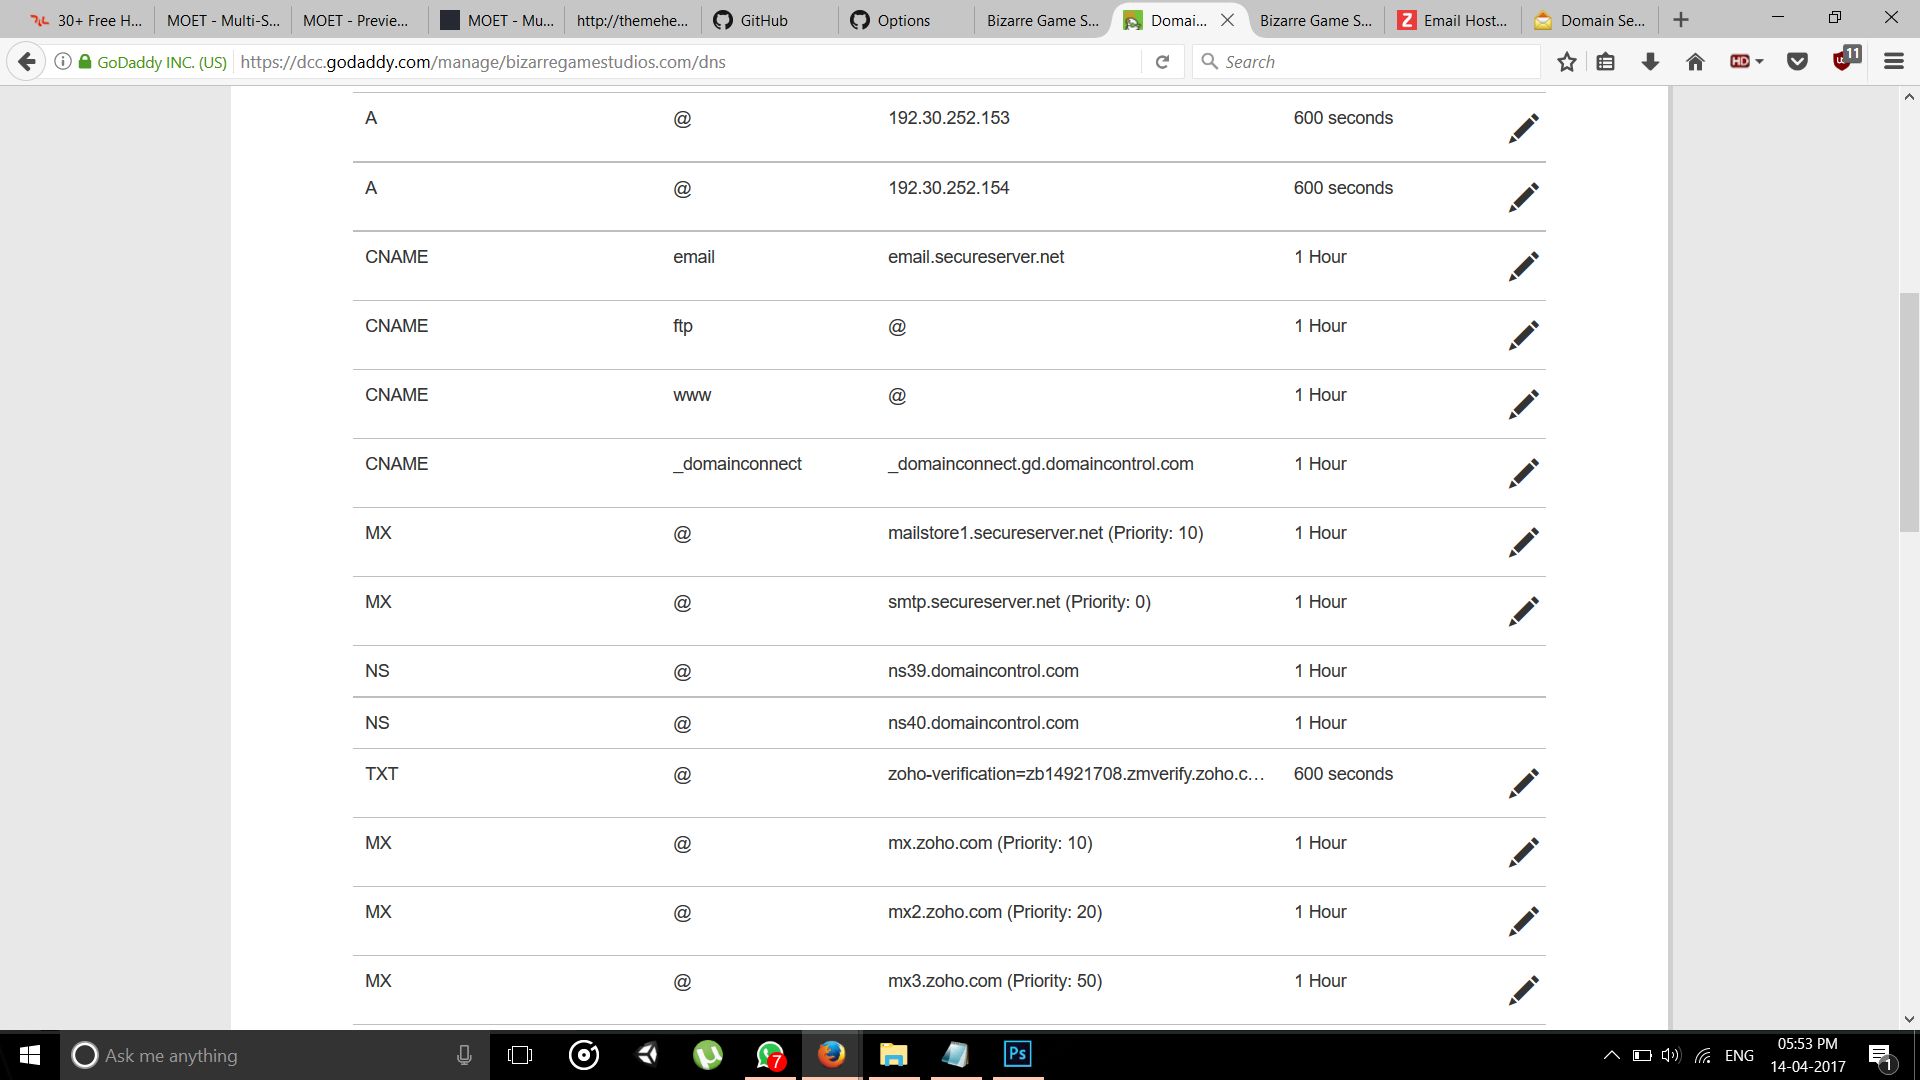 30+ Free H...
MOET - Multi-S...
MOET - Previe...
MOET - Mu...
http://themehe...
GitHub
Options
Bizarre Game S...
Domai...
Bizarre Game S...
Z Email Host...
Domain Se...
GoDaddy INC. (US) https://dcc.godaddy.com/manage/bizarregamestudios.com/dns
Search
HD
11
A @ 192.30.252.153 600 seconds
A @ 192.30.252.154 600 seconds
CNAME email email.secureserver.net 1 Hour
CNAME ftp @ 1 Hour
CNAME www @ 1 Hour
CNAME _domainconnect _domainconnect.gd.domaincontrol.com 1 Hour
MX @ mailstore1.secureserver.net (Priority: 10) 1 Hour
MX @ smtp.secureserver.net (Priority: 0) 1 Hour
NS @ ns39.domaincontrol.com 1 Hour
NS @ ns40.domaincontrol.com 1 Hour
TXT @ zoho-verification=zb14921708.zmverify.zoho.c... 600 seconds
MX @ mx.zoho.com (Priority: 10) 1 Hour
MX @ mx2.zoho.com (Priority: 20) 1 Hour
MX @ mx3.zoho.com (Priority: 50) 1 Hour
Ask me anything
7
Ps
ENG
05:53 PM
14-04-2017
1